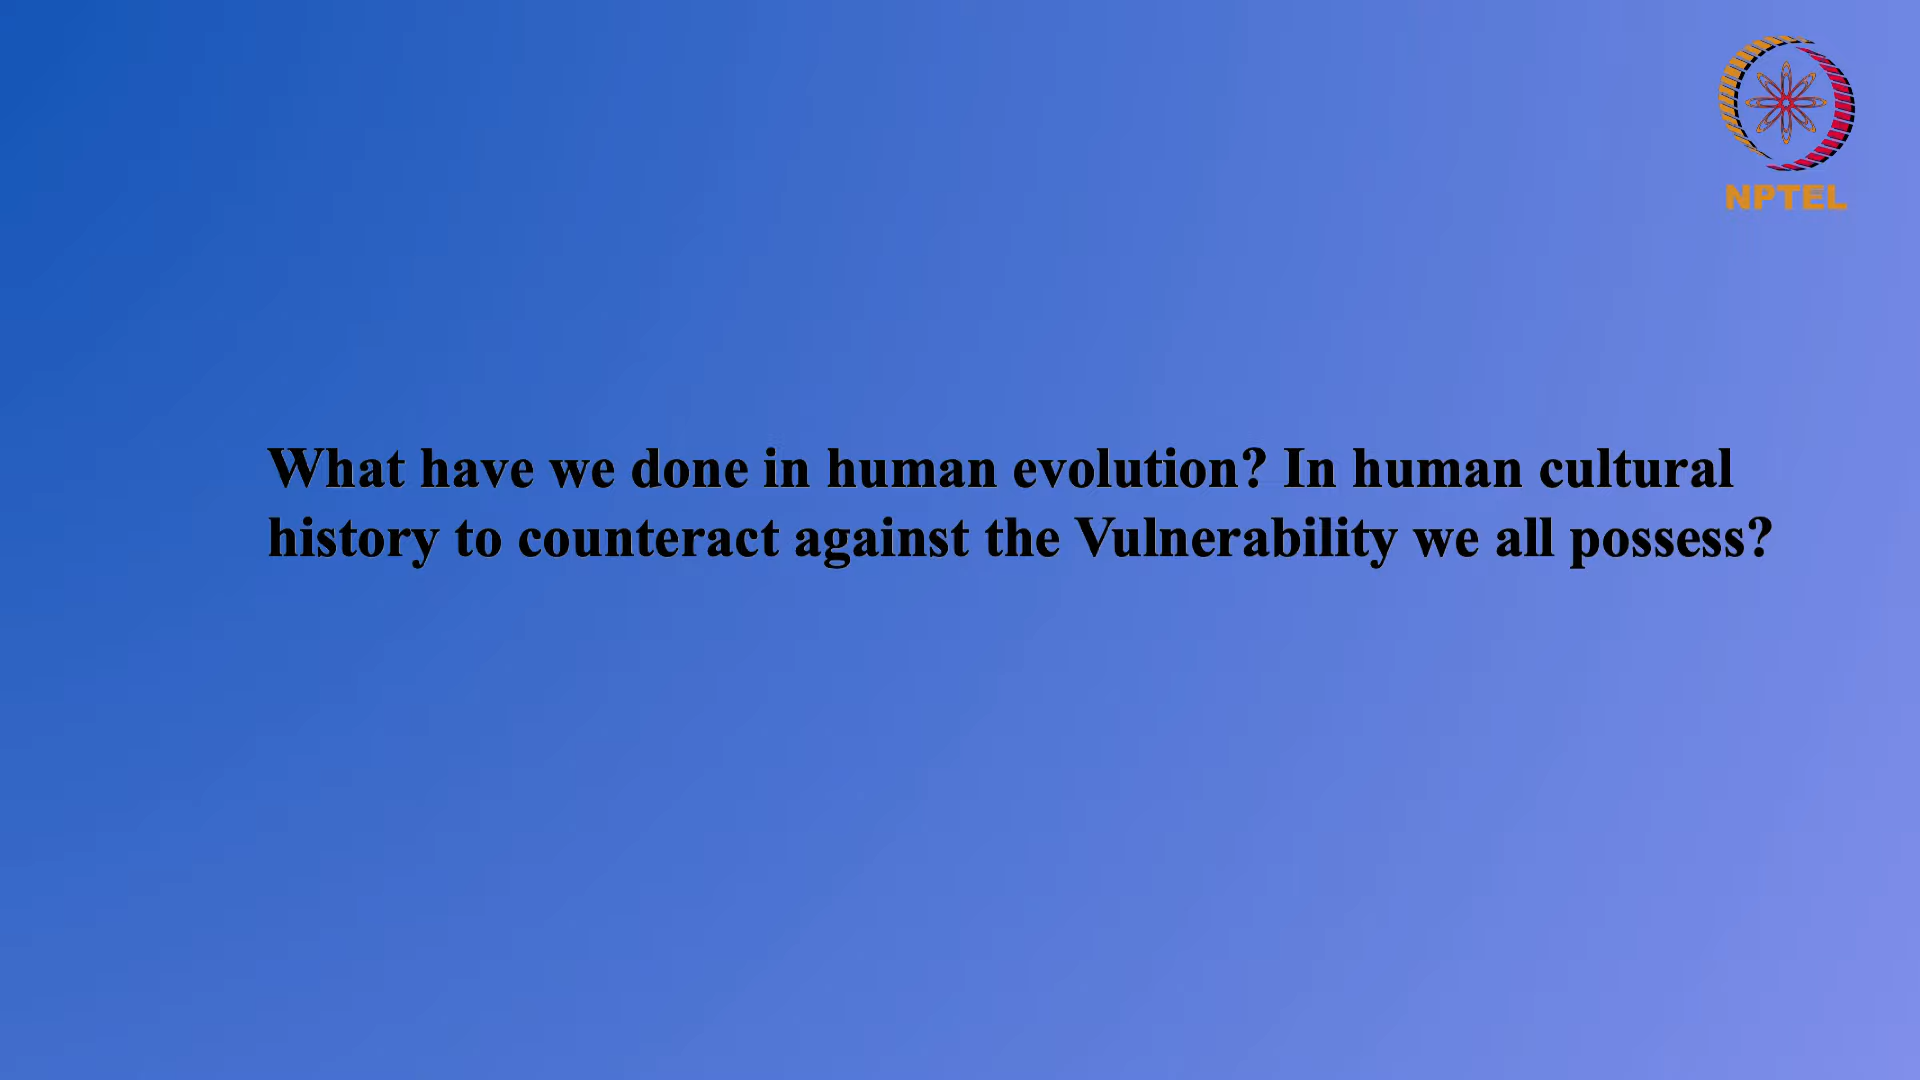 NPTEL
What have we done in human evolution? In human cultural
history to counteract against the Vulnerability we all possess?